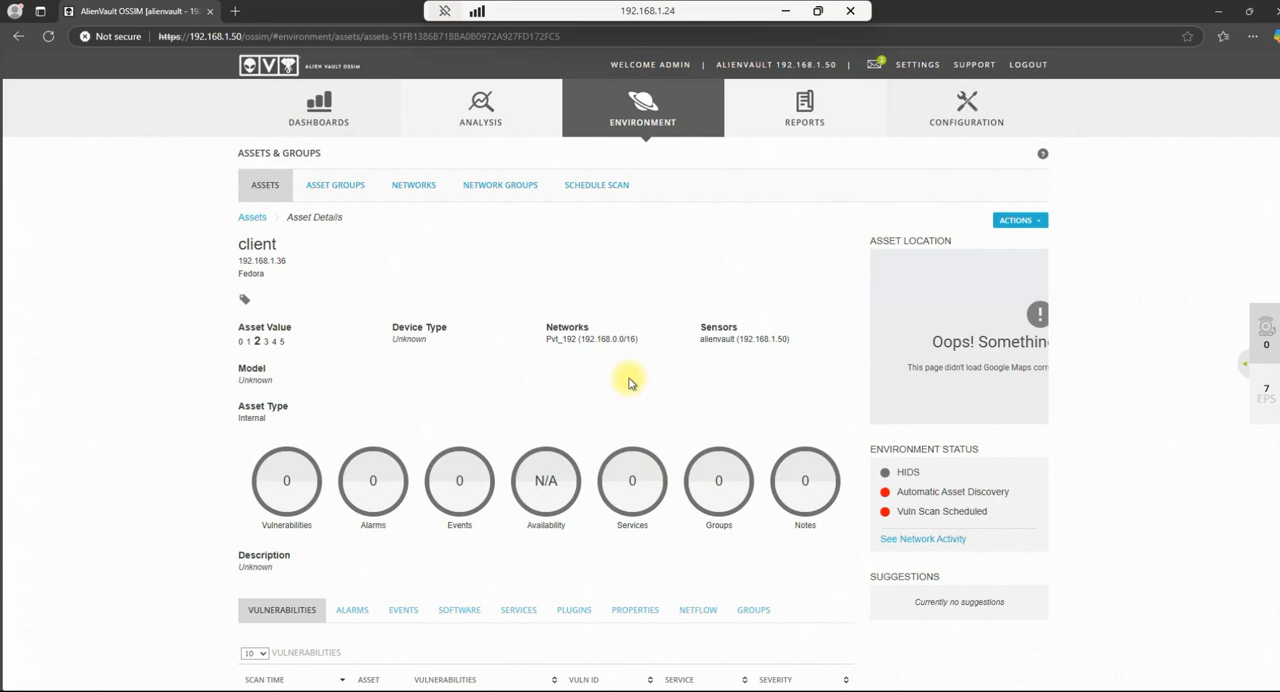 AlienVault OSSIM [alienvault - 192
192.168.1.24
Not secure
https://192.168.1.50/ossim/#environment/assets/assets-51FB1386B71BBA0B0972A927FD172FC5
ALIEN VAULT OSSIM
WELCOME ADMIN | ALIENVAULT 192.168.1.50 | 2 SETTINGS SUPPORT LOGOUT
DASHBOARDS ANALYSIS ENVIRONMENT REPORTS CONFIGURATION
ASSETS & GROUPS
ASSETS ASSET GROUPS NETWORKS NETWORK GROUPS SCHEDULE SCAN
Assets Asset Details
ACTIONS
client
192.168.1.36
Fedora
Asset Value Device Type Networks Sensors
0 1 2 3 4 5 Unknown Pvt_192 (192.168.0.0/16) alienvault (192.168.1.50)
Model
Unknown
Asset Type
Internal
0 0 0 N/A 0 0 0
Vulnerabilities Alarms Events Availability Services Groups Notes
Description
Unknown
VULNERABILITIES ALARMS EVENTS SOFTWARE SERVICES PLUGINS PROPERTIES NETFLOW GROUPS
10 VULNERABILITIES
SCAN TIME ASSET VULNERABILITIES VULN ID SERVICE SEVERITY
ASSET LOCATION
Oops! Somethin
This page didn't load Google Maps corr
ENVIRONMENT STATUS
HIDS
Automatic Asset Discovery
Vuln Scan Scheduled
See Network Activity
SUGGESTIONS
Currently no suggestions
0
7
EPS